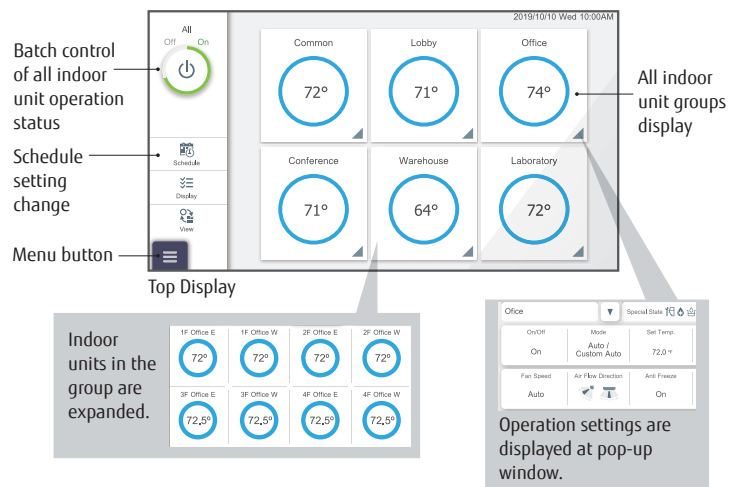 2019/10/10 Wed 10:00AM
All
Off On
Batch control
of all indoor
unit operation
status
Schedule
setting
change
Menu button
Schedule
Display
View
Common
Lobby
Office
72°
71°
74°
Conference
Warehouse
Laboratory
71°
64°
72°
All indoor
unit groups
display
Top Display
Indoor
units in the
group are
expanded.
1F Office E
1F Office W
2F Office E
2F Office W
72°
72°
72°
72°
3F Office E
3F Office W
4F Office E
4F Office W
72.5°
72.5°
72.5°
72.5°
Ofice
Special State
On/Off
Mode
Set Temp.
On
Auto /
Custom Auto
72.0 °F
Fan Speed
Air Flow Direction
Anti Freeze
Auto
On
Operation settings are
displayed at pop-up
window.